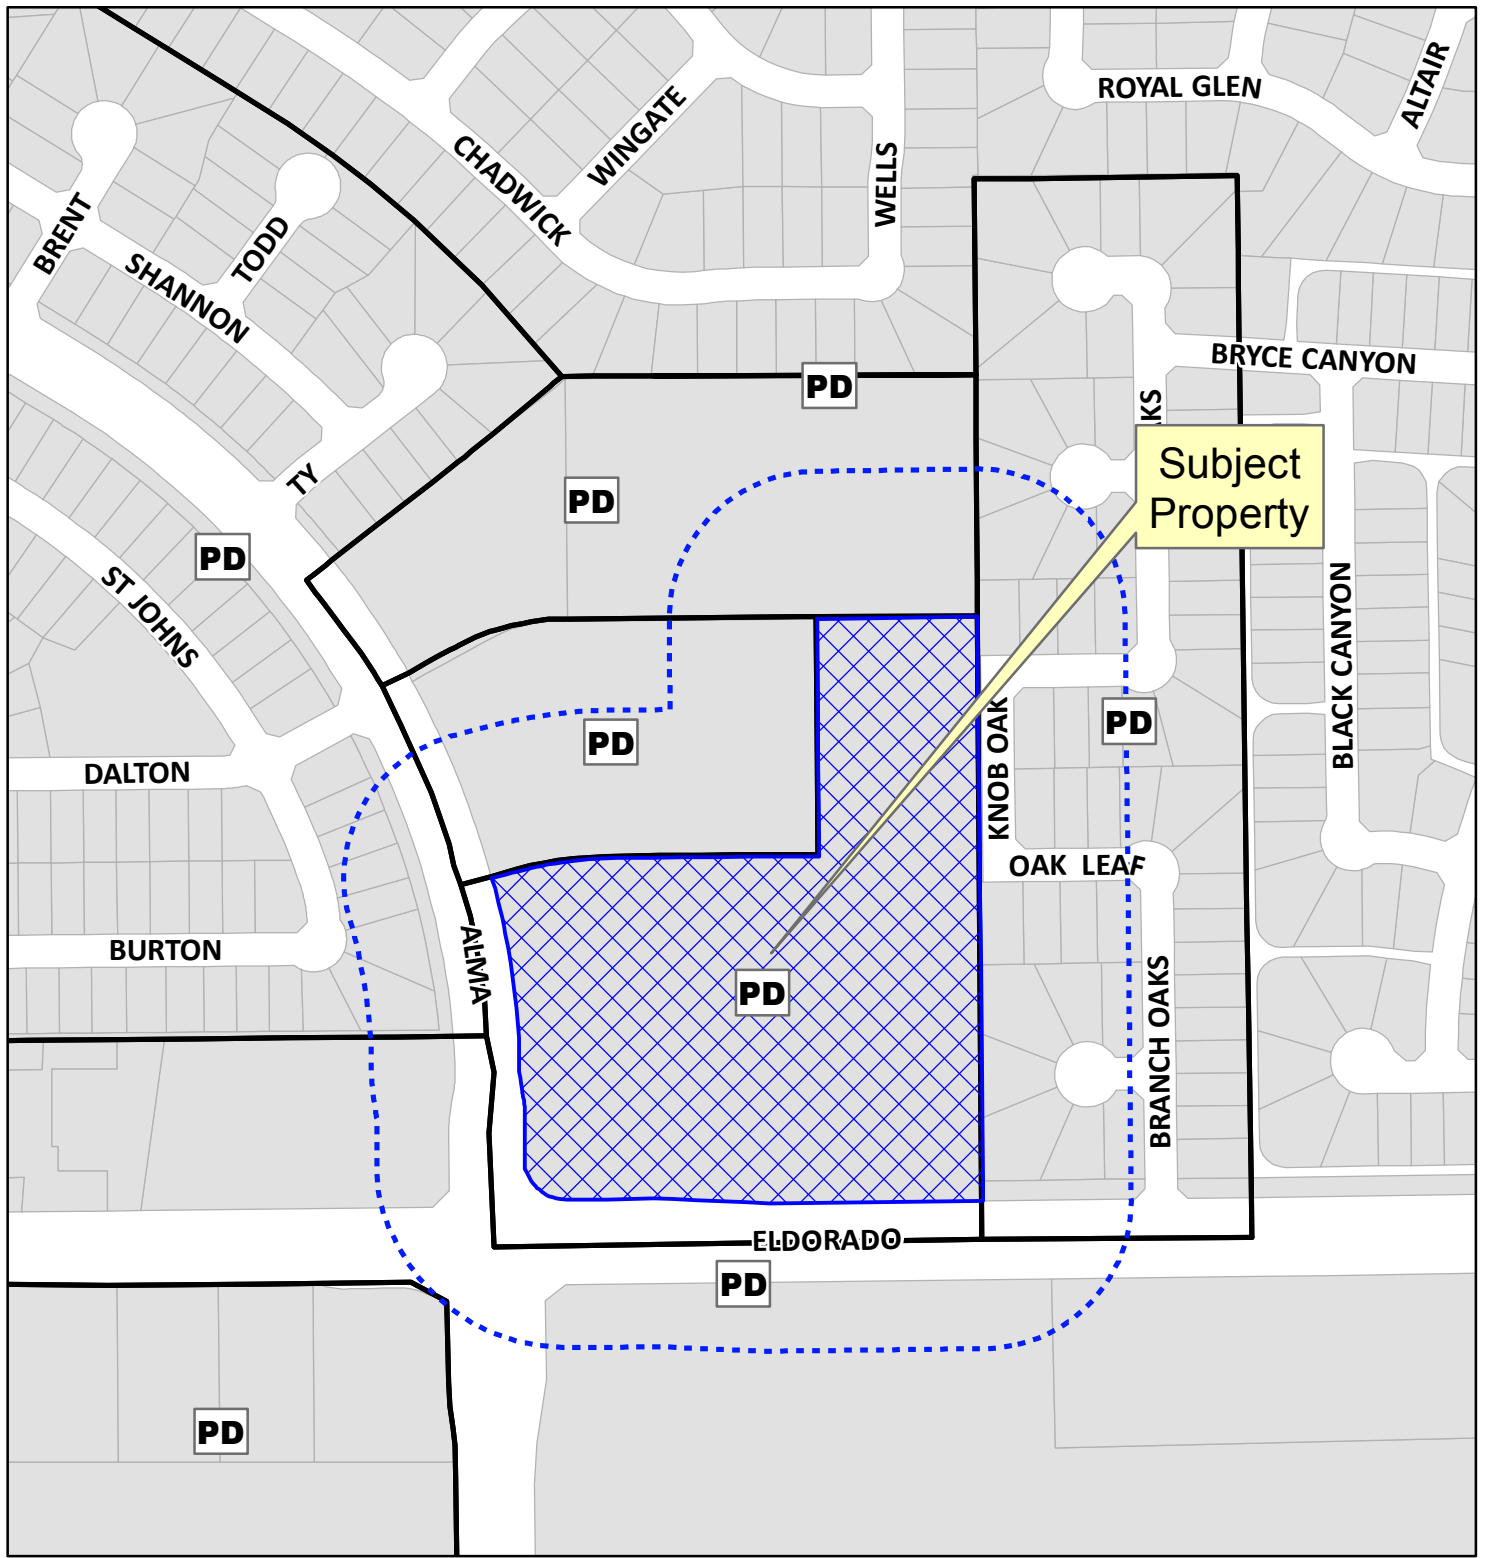 ROYAL GLEN
ALTAIR
WINGATE
CHADWICK
WELLS
BRENT
TODD
SHANNON
BRYCE CANYON
PD
KS
Subject
Property
TY
PD
PD
ST JOHNS
BLACK CANYON
KNOB OAK
PD
PD
DALTON
OAK LEAF
BURTON
ALMA
PD
BRANCH OAKS
ELDORADO
PD
PD